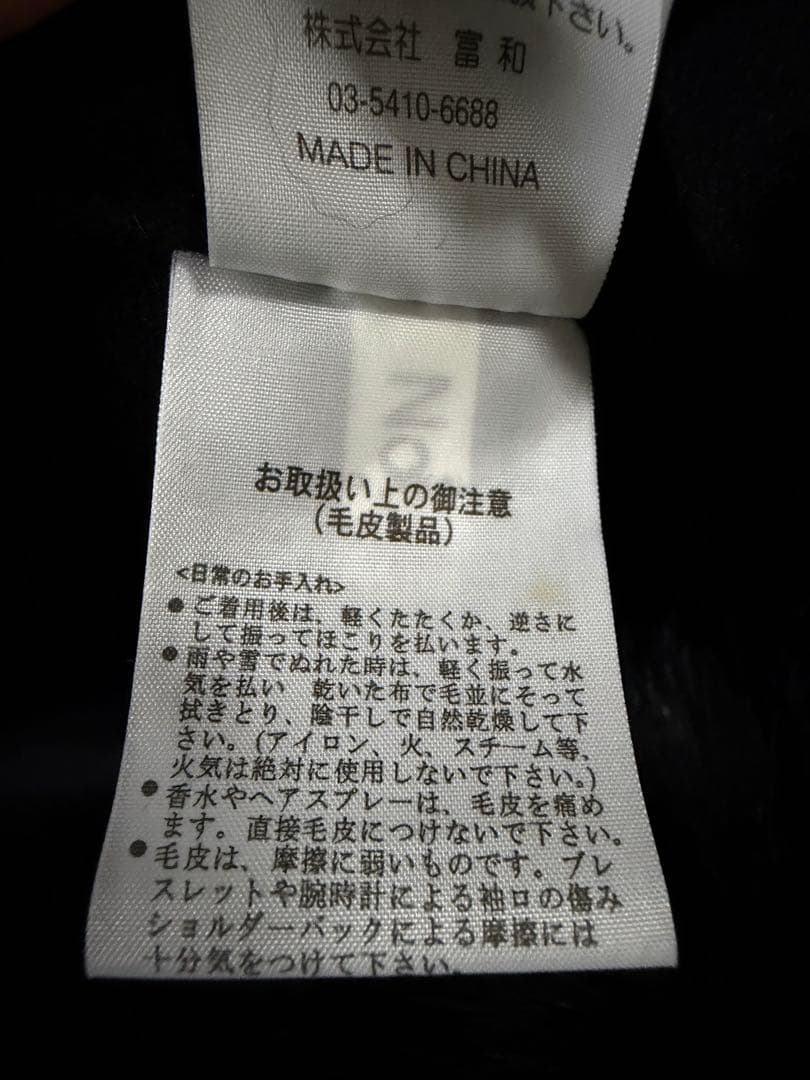 下さい。
株式会社 富和
03-5410-6688
MADE IN CHINA
No
お取扱い上の御注意
(毛皮製品)
<日常のお手入れ>
●ご着用後は、軽くたたくか、逆さに
して振ってほこりを払います。
●雨や雪でぬれた時は、軽く振って水
気を払い 乾いた布で毛並にそって
拭きとり、陰干しで自然乾燥して下
さい。(アイロン、火、スチーム等、
火気は絶対に使用しないで下さい。)
●香水やヘアスプレーは、毛皮を痛め
ます。直接毛皮につけないで下さい。
●毛皮は、摩擦に弱いものです。ブレ
スレットや腕時計による袖口の傷み
ショルダーバックによる摩擦には
十分気をつけて下さい。